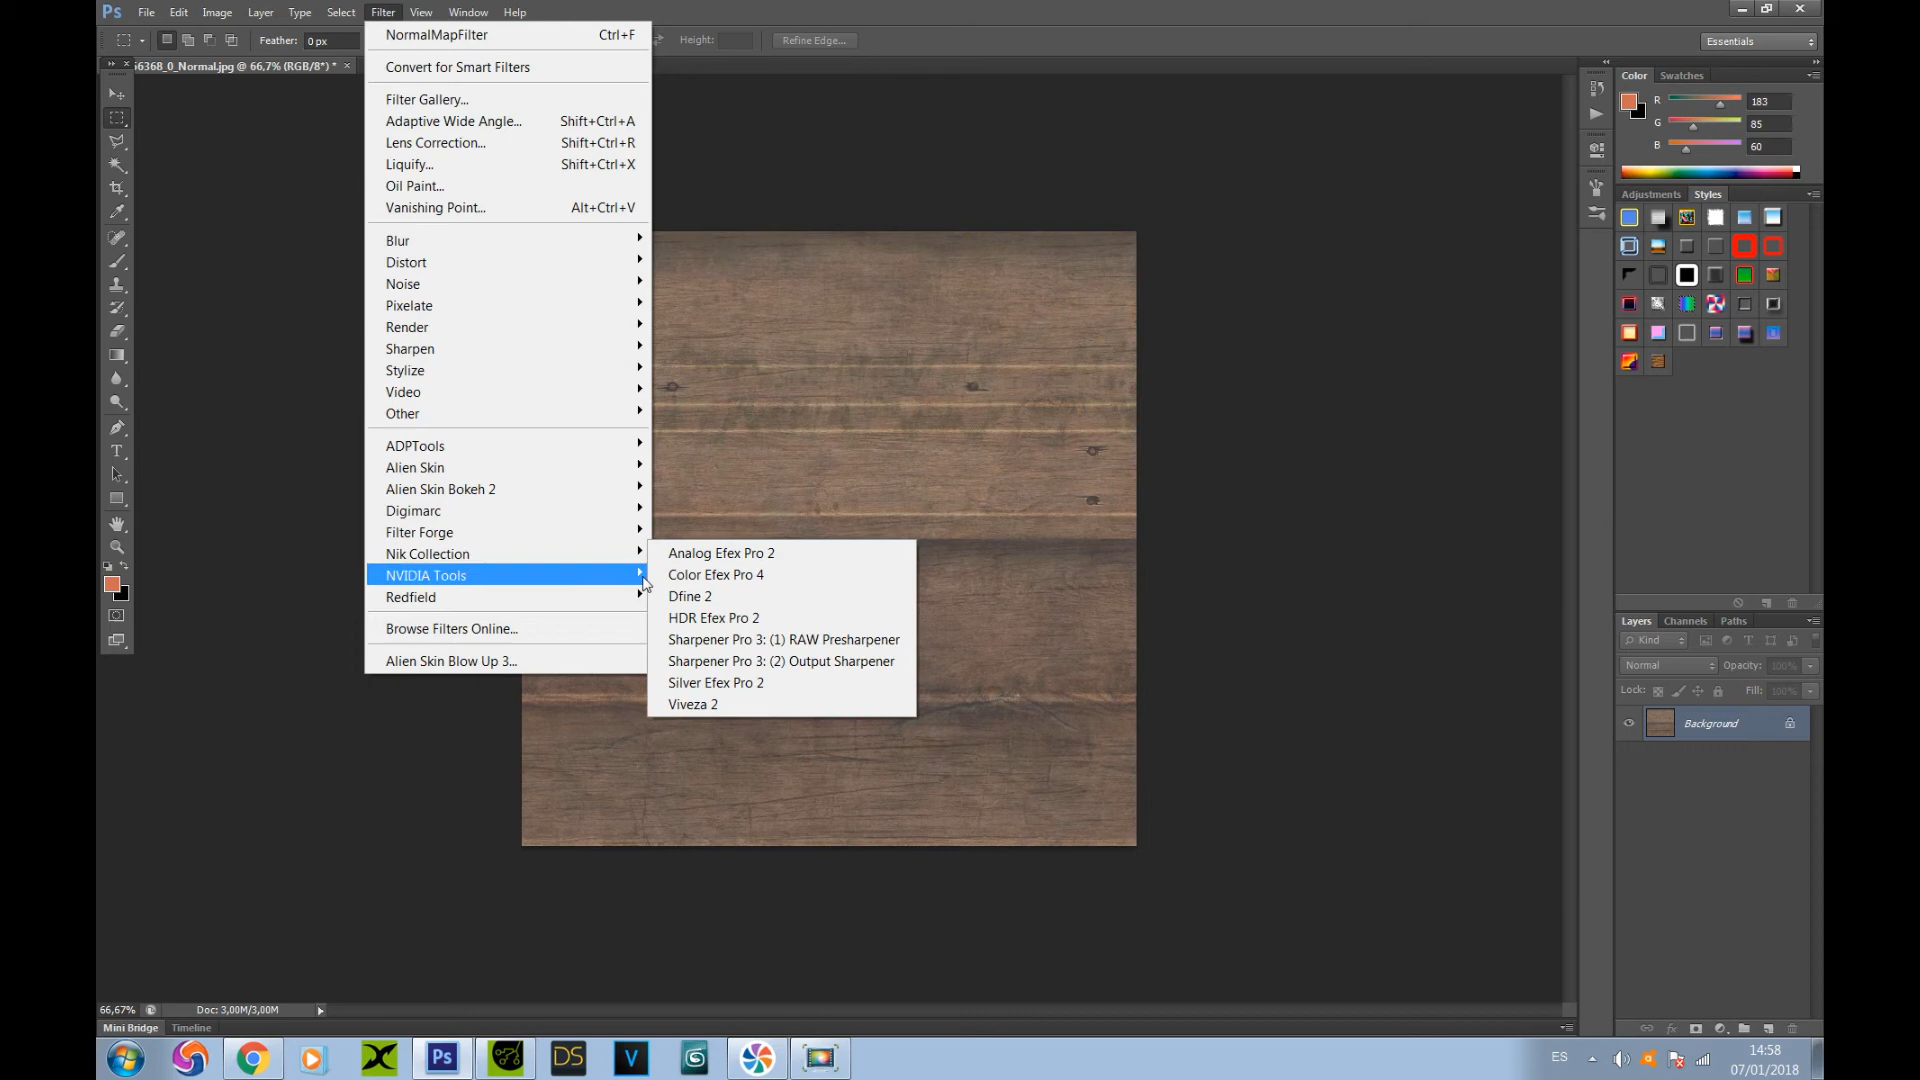 Ps File Edit Image Layer Type Select Filter View Window Help
Feather: 0 px Height: Refine Edge... Essentials
56368_0_Normal.jpg @ 66,7% (RGB/8*) * ×
NormalMapFilter Ctrl+F
Convert for Smart Filters
Filter Gallery...
Adaptive Wide Angle... Shift+Ctrl+A
Lens Correction... Shift+Ctrl+R
Liquify... Shift+Ctrl+X
Oil Paint...
Vanishing Point... Alt+Ctrl+V
Blur
Distort
Noise
Pixelate
Render
Sharpen
Stylize
Video
Other
ADPTools
Alien Skin
Alien Skin Bokeh 2
Digimarc
Filter Forge
Nik Collection
NVIDIA Tools
Redfield
Browse Filters Online...
Alien Skin Blow Up 3...
Analog Efex Pro 2
Color Efex Pro 4
Dfine 2
HDR Efex Pro 2
Sharpener Pro 3: (1) RAW Presharpener
Sharpener Pro 3: (2) Output Sharpener
Silver Efex Pro 2
Viveza 2
Color Swatches
R 183
G 85
B 60
Adjustments Styles
Layers Channels Paths
Kind
Normal Opacity: 100%
Lock: Fill: 100%
Background
fx
66,67% Doc: 3,00M/3,00M
Mini Bridge Timeline
Ps DS V ES 14:58
07/01/2018